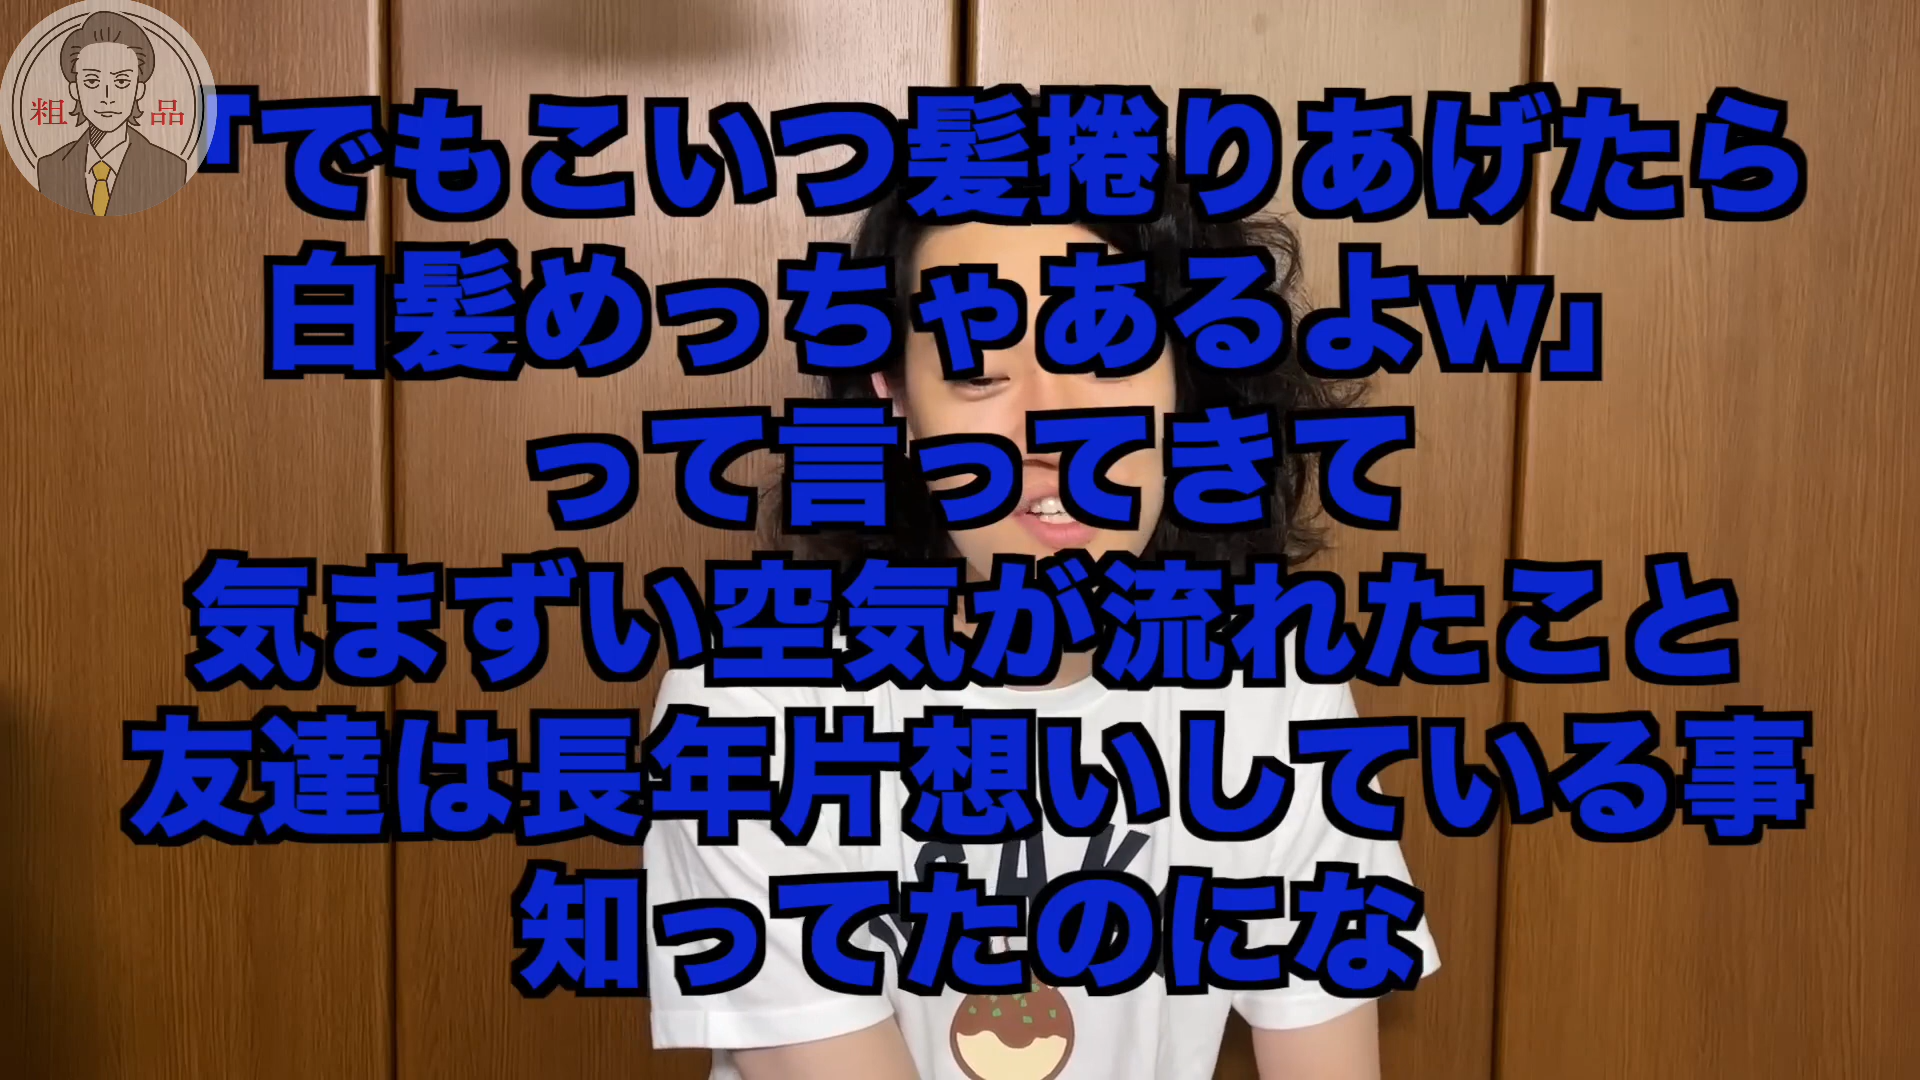 粗 品
「でもこいつ髪捲りあげたら
白髪めっちゃあるよw」
って言ってきて
気まずい空気が流れたこと
友達は長年片想いしている事
知ってたのにな